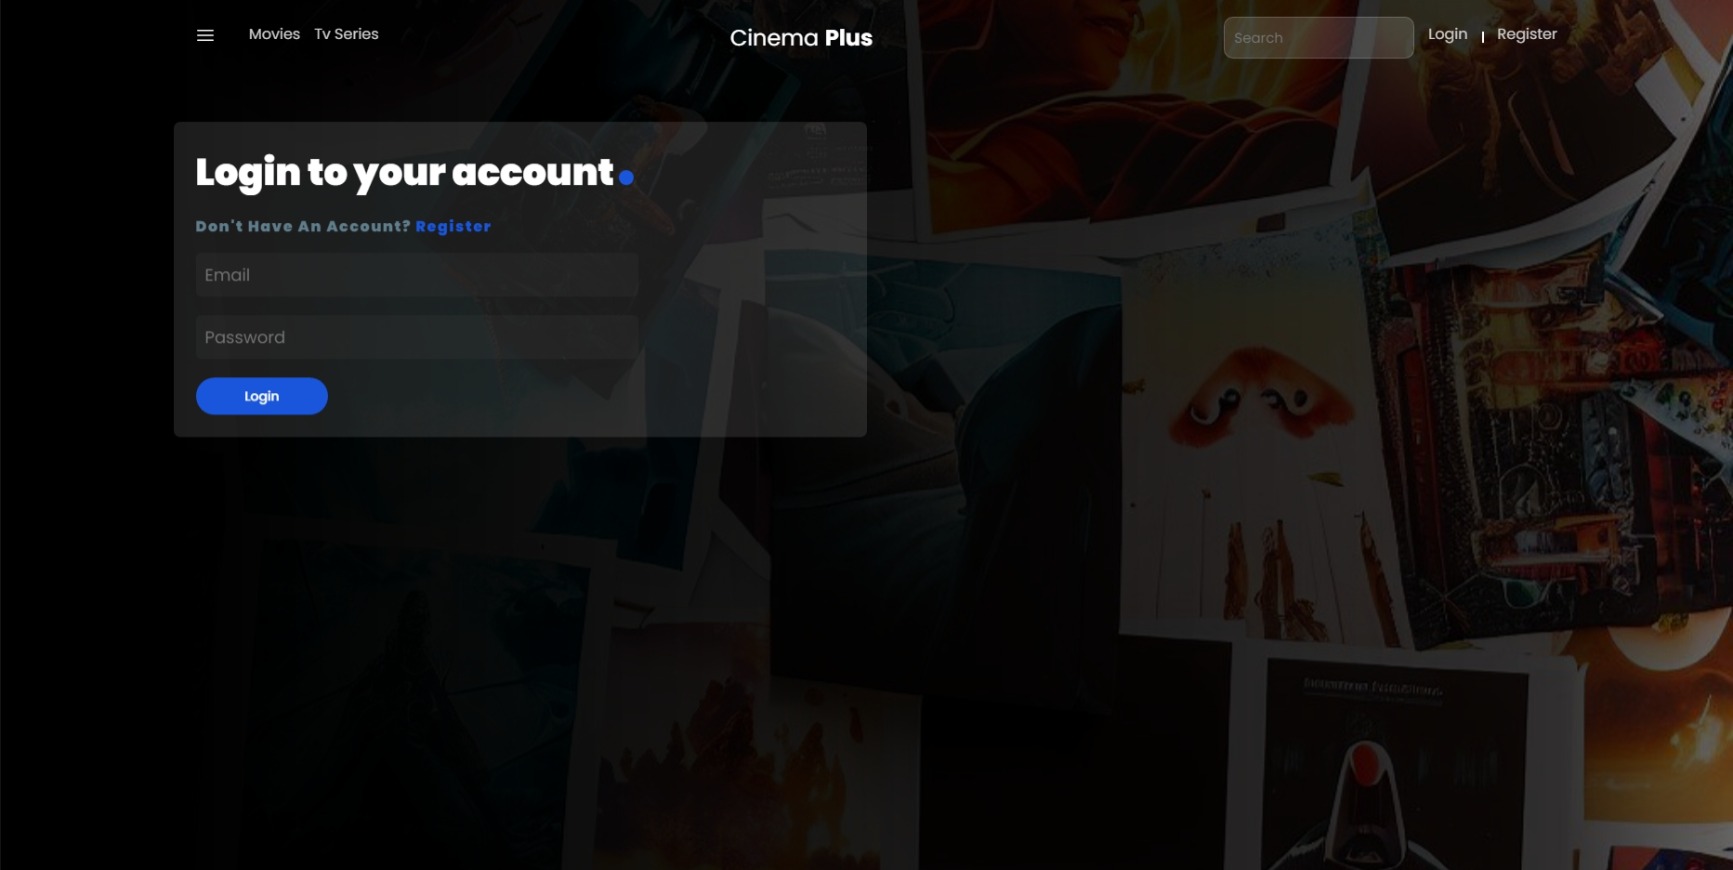 Movies Tv Series
Cinema Plus
Search
Login | Register
Login to your account.
Don't Have An Account? Register
Email
Password
Login